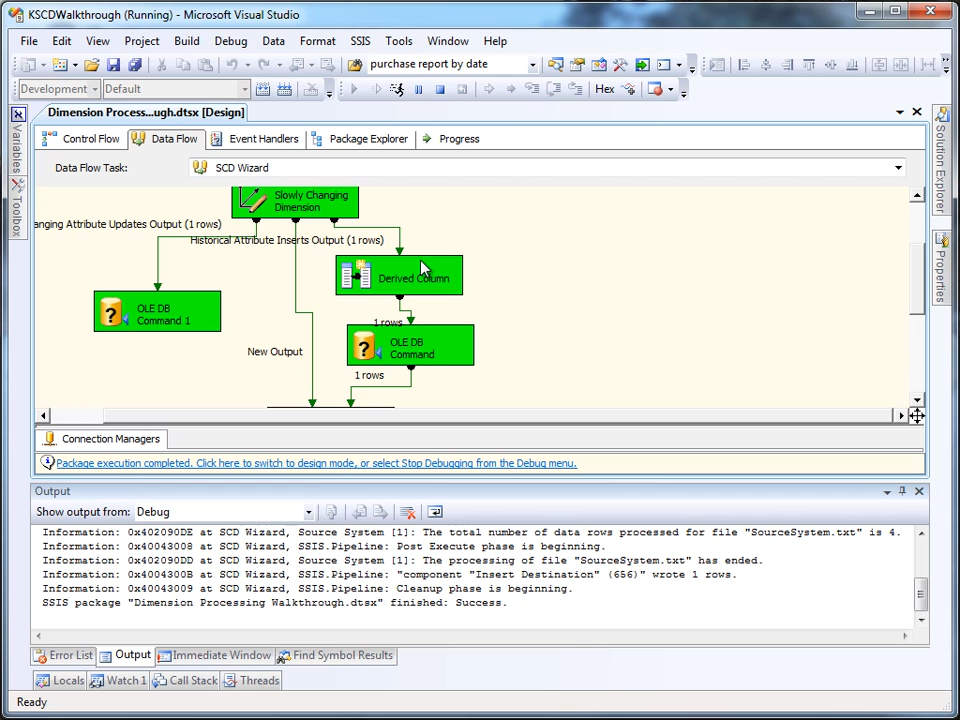 KSCDWalkthrough (Running) - Microsoft Visual Studio
File Edit View Project Build Debug Data Format SSIS Tools Window Help
purchase report by date
Development Default Hex
Dimension Process...ugh.dtsx [Design]
Control Flow Data Flow Event Handlers Package Explorer Progress
Data Flow Task: SCD Wizard
Variables
Toolbox
Solution Explorer
Properties
Slowly Changing
Dimension
anging Attribute Updates Output (1 rows)
Historical Attribute Inserts Output (1 rows)
Derived Column
OLE DB
Command 1
1 rows
OLE DB
Command
New Output
1 rows
Connection Managers
Package execution completed. Click here to switch to design mode, or select Stop Debugging from the Debug menu.
Output
Show output from: Debug
Information: 0x402090DE at SCD Wizard, Source System [1]: The total number of data rows processed for file "SourceSystem.txt" is 4.
Information: 0x40043008 at SCD Wizard, SSIS.Pipeline: Post Execute phase is beginning.
Information: 0x402090DD at SCD Wizard, Source System [1]: The processing of file "SourceSystem.txt" has ended.
Information: 0x4004300B at SCD Wizard, SSIS.Pipeline: "component "Insert Destination" (656)" wrote 1 rows.
Information: 0x40043009 at SCD Wizard, SSIS.Pipeline: Cleanup phase is beginning.
SSIS package "Dimension Processing Walkthrough.dtsx" finished: Success.
Error List Output Immediate Window Find Symbol Results
Locals Watch 1 Call Stack Threads
Ready